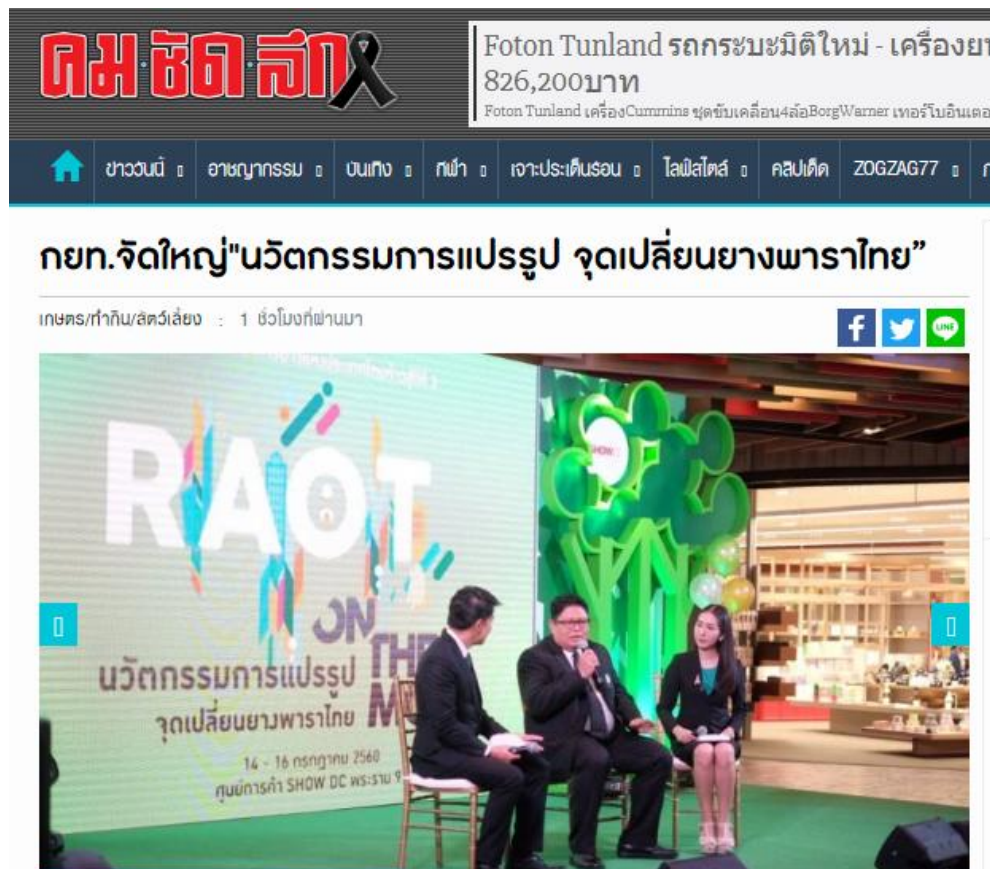 คม ชัด ลึก
Foton Tunland รถกระบะมิติใหม่ - เครื่องย
826,200บาท
Foton Tunland เครื่องCummins ชุดขับเคลื่อน4ล้อBorgWarner เทอร์โบอินเตอ
ข่าววันนี้ อาชญากรรม บันเทิง กีฬา เจาะประเด็นร้อน ไลฟ์สไตล์ คลิปเด็ด ZOGZAG77
กยท.จัดใหญ่"นวัตกรรมการแปรรูป จุดเปลี่ยนยางพาราไทย”
เกษตร/ทำกิน/สัตว์เลี้ยง : 1 ชั่วโมงที่ผ่านมา
f LINE
SHOW
RAOT
ON
THE
M
นวัตกรรมการแปรรูป
จุดเปลี่ยนยางพาราไทย
14 - 16 กรกฎาคม 2560
ศูนย์การค้า SHOW DC พระราม 9